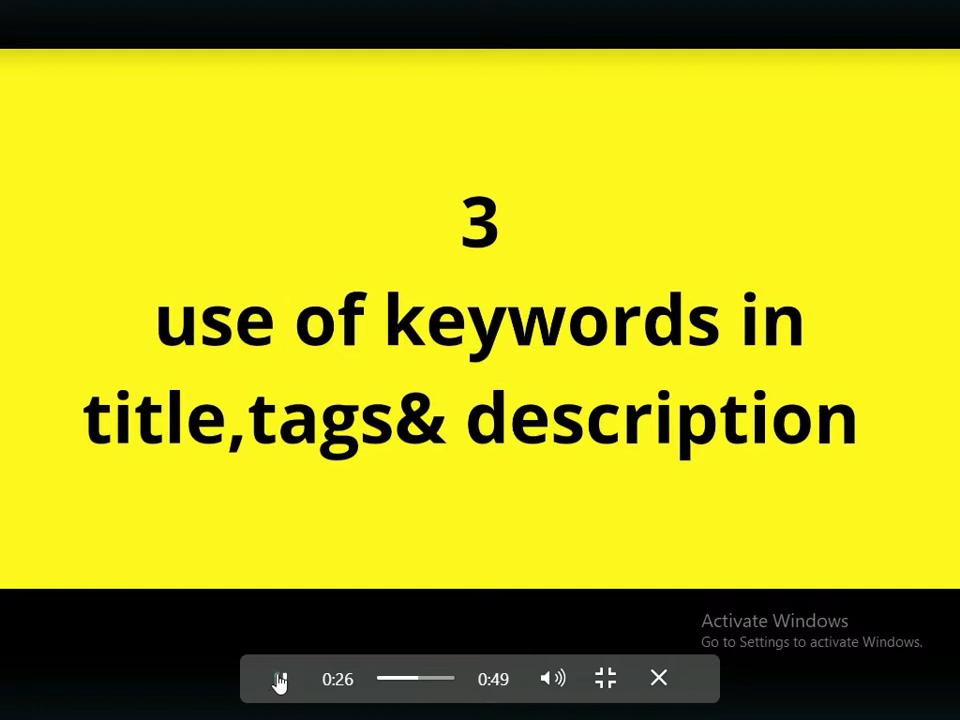 3
use of keywords in
title,tags& description
Activate Windows
Go to Settings to activate Windows.
0:26
0:49